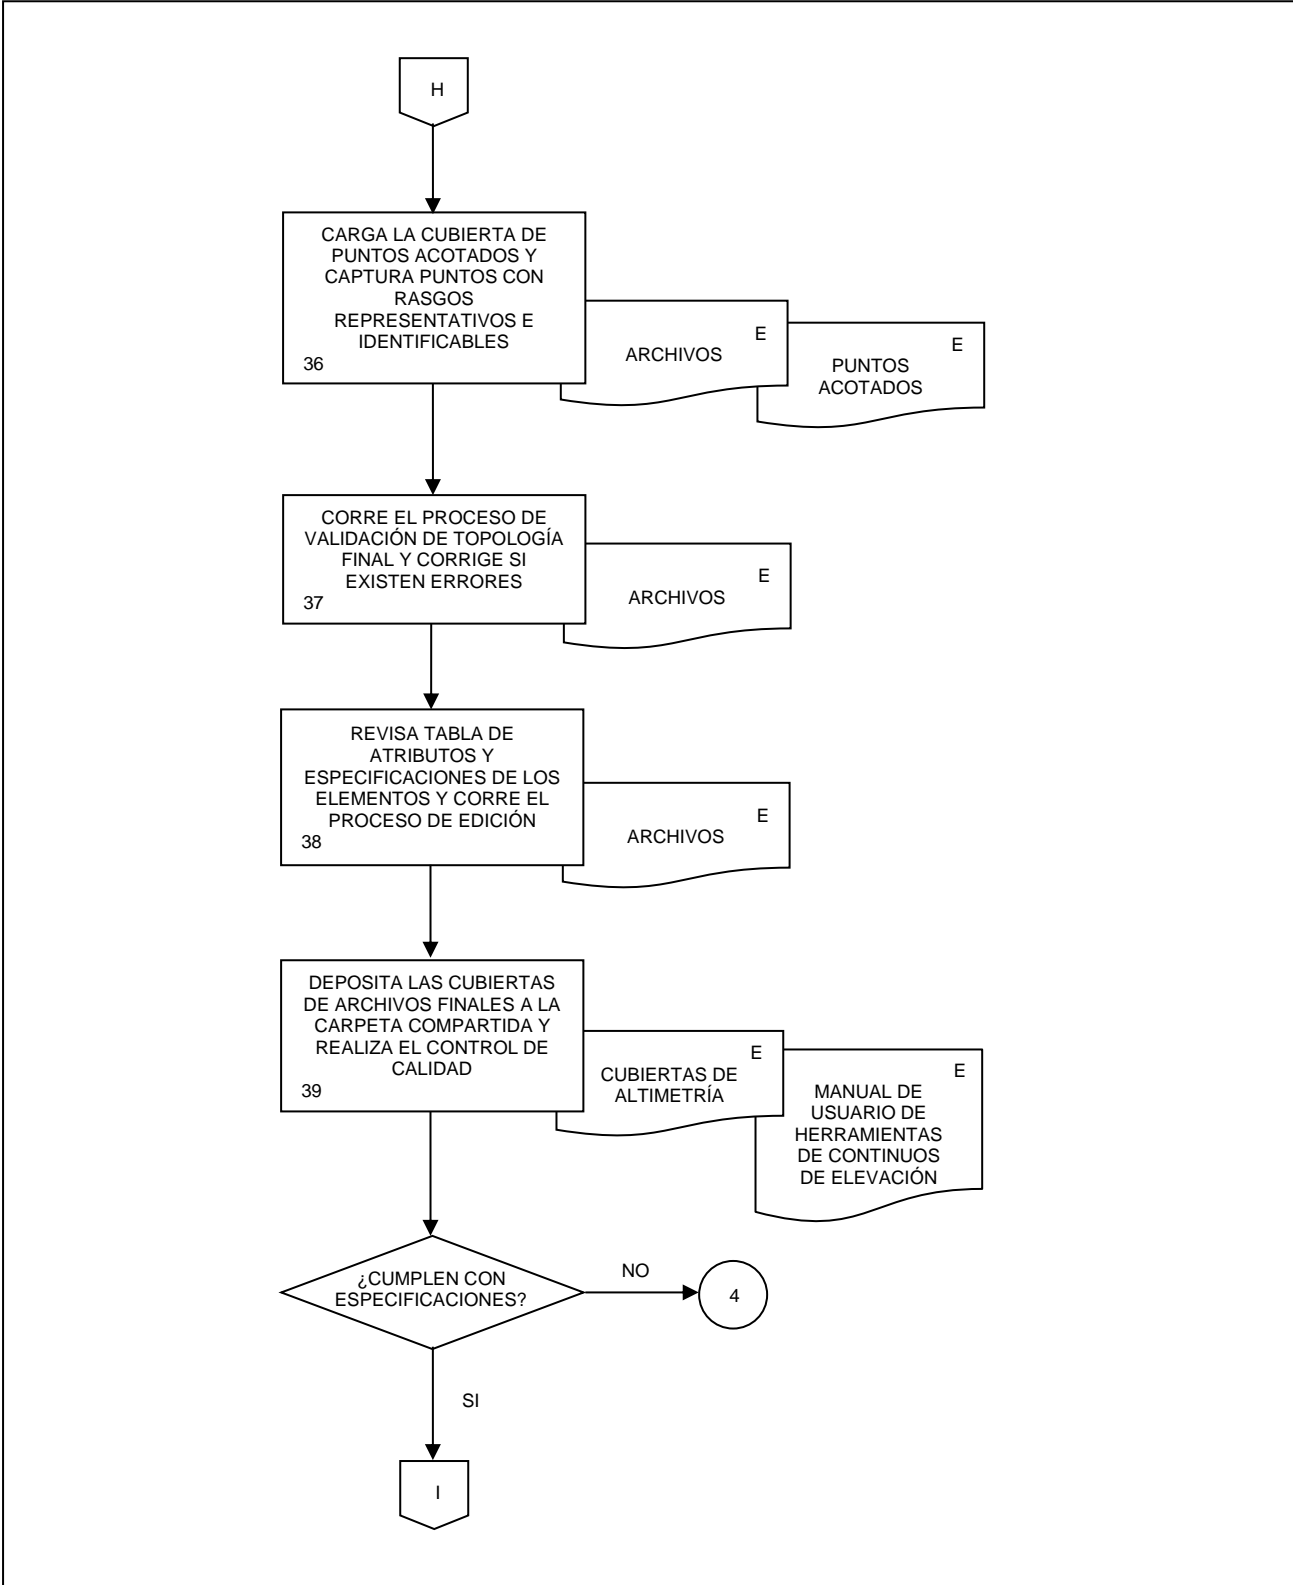 H
CARGA LA CUBIERTA DE
PUNTOS ACOTADOS Y
CAPTURA PUNTOS CON
RASGOS
REPRESENTATIVOS E
IDENTIFICABLES
36
E
ARCHIVOS
E
PUNTOS
ACOTADOS
CORRE EL PROCESO DE
VALIDACIÓN DE TOPOLOGÍA
FINAL Y CORRIGE SI
EXISTEN ERRORES
37
E
ARCHIVOS
REVISA TABLA DE
ATRIBUTOS Y
ESPECIFICACIONES DE LOS
ELEMENTOS Y CORRE EL
PROCESO DE EDICIÓN
38
E
ARCHIVOS
DEPOSITA LAS CUBIERTAS
DE ARCHIVOS FINALES A LA
CARPETA COMPARTIDA Y
REALIZA EL CONTROL DE
CALIDAD
39
E
CUBIERTAS DE
ALTIMETRÍA
E
MANUAL DE
USUARIO DE
HERRAMIENTAS
DE CONTINUOS
DE ELEVACIÓN
¿CUMPLEN CON
ESPECIFICACIONES?
NO
4
SI
I